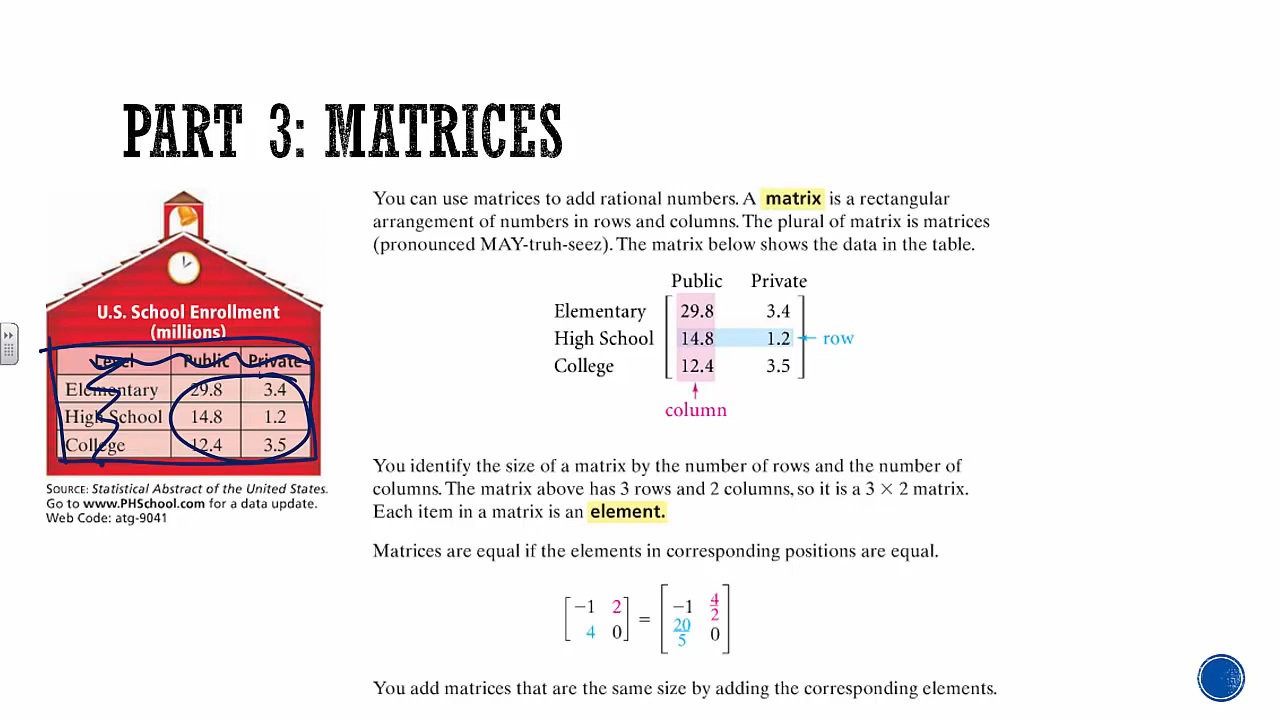 PART 3: MATRICES
U.S. School Enrollment
(millions)
Level Public Private
Elementary 29.8 3.4
High School 14.8 1.2
College 12.4 3.5
SOURCE: Statistical Abstract of the United States.
Go to www.PHSchool.com for a data update.
Web Code: atg-9041
You can use matrices to add rational numbers. A matrix is a rectangular
arrangement of numbers in rows and columns. The plural of matrix is matrices
(pronounced MAY-truh-seez). The matrix below shows the data in the table.
Public Private
Elementary 29.8 3.4
High School 14.8 1.2 row
College 12.4 3.5
column
You identify the size of a matrix by the number of rows and the number of
columns. The matrix above has 3 rows and 2 columns, so it is a 3 × 2 matrix.
Each item in a matrix is an element.
Matrices are equal if the elements in corresponding positions are equal.
[−1 2] = [−1 4/2]
[4 0] [20/5 0]
You add matrices that are the same size by adding the corresponding elements.